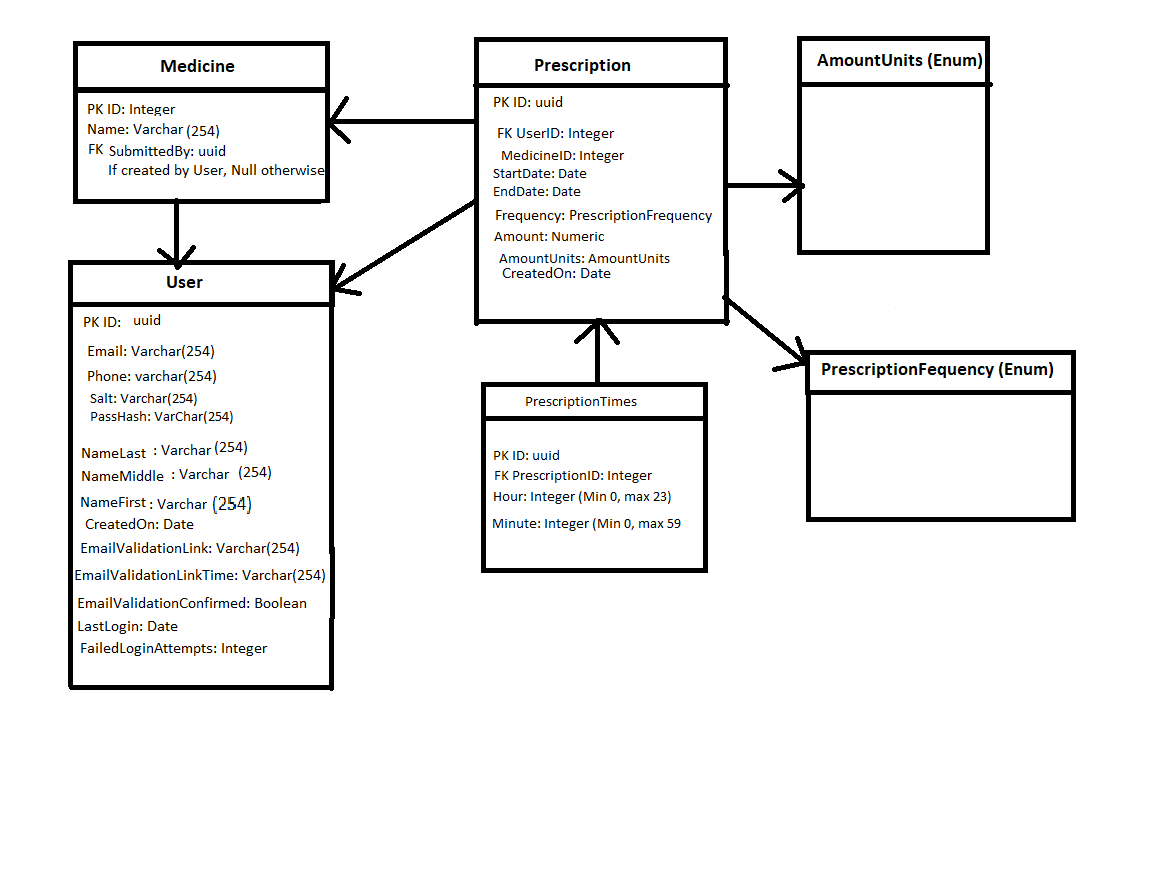 Medicine
PK ID: Integer
Name: Varchar (254)
FK SubmittedBy: uuid
If created by User, Null otherwise
User
PK ID: uuid
Email: Varchar(254)
Phone: varchar(254)
Salt: Varchar(254)
PassHash: VarChar(254)
NameLast : Varchar (254)
NameMiddle : Varchar (254)
NameFirst : Varchar (254)
CreatedOn: Date
EmailValidationLink: Varchar(254)
EmailValidationLinkTime: Varchar(254)
EmailValidationConfirmed: Boolean
LastLogin: Date
FailedLoginAttempts: Integer
Prescription
PK ID: uuid
FK UserID: Integer
MedicineID: Integer
StartDate: Date
EndDate: Date
Frequency: PrescriptionFrequency
Amount: Numeric
AmountUnits: AmountUnits
CreatedOn: Date
PrescriptionTimes
PK ID: uuid
FK PrescriptionID: Integer
Hour: Integer (Min 0, max 23)
Minute: Integer (Min 0, max 59
AmountUnits (Enum)
PrescriptionFequency (Enum)